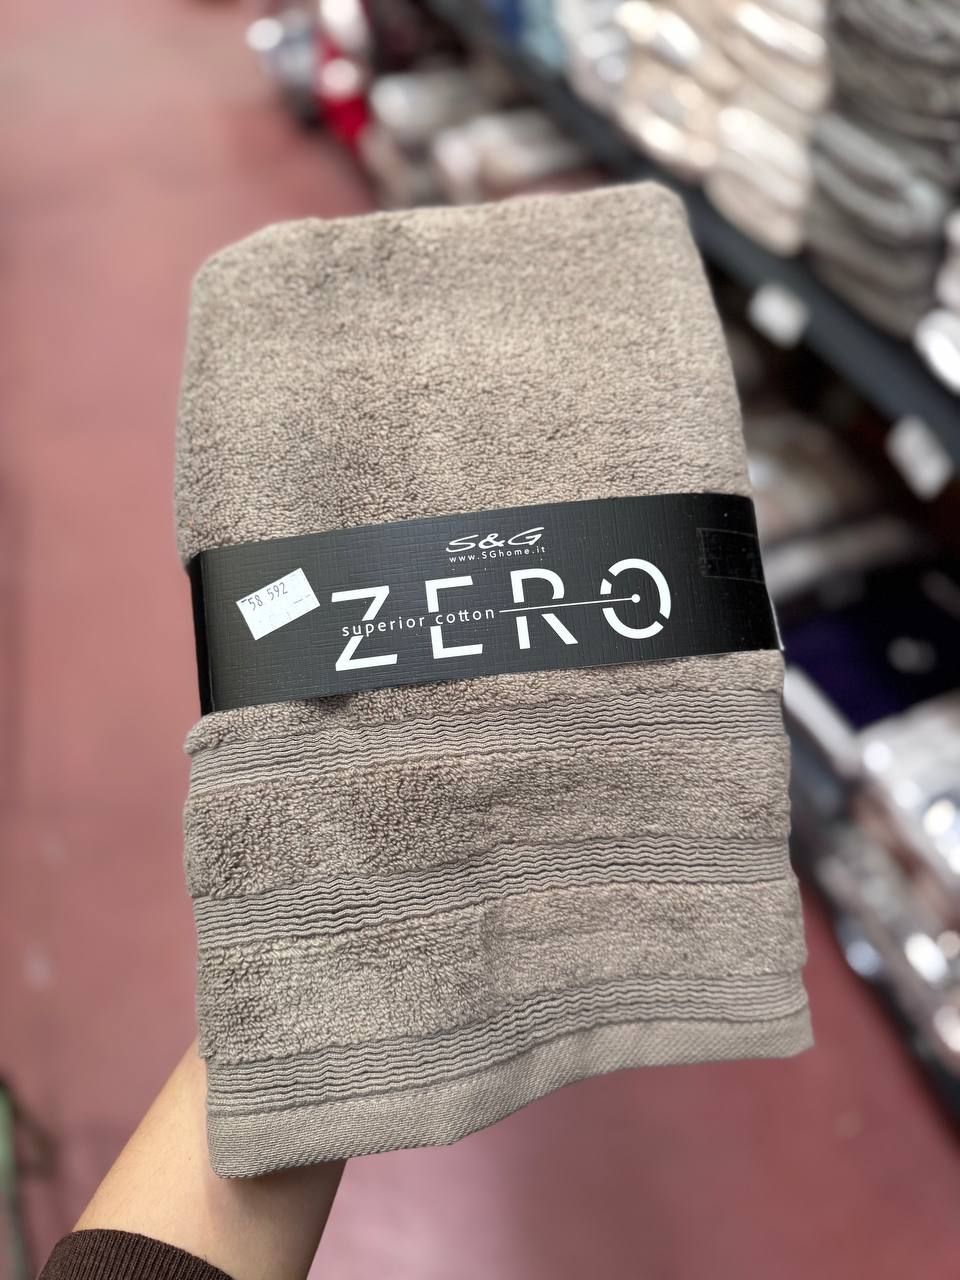 S&G
www.SGhome.it
58 592
ZERO
superior cotton